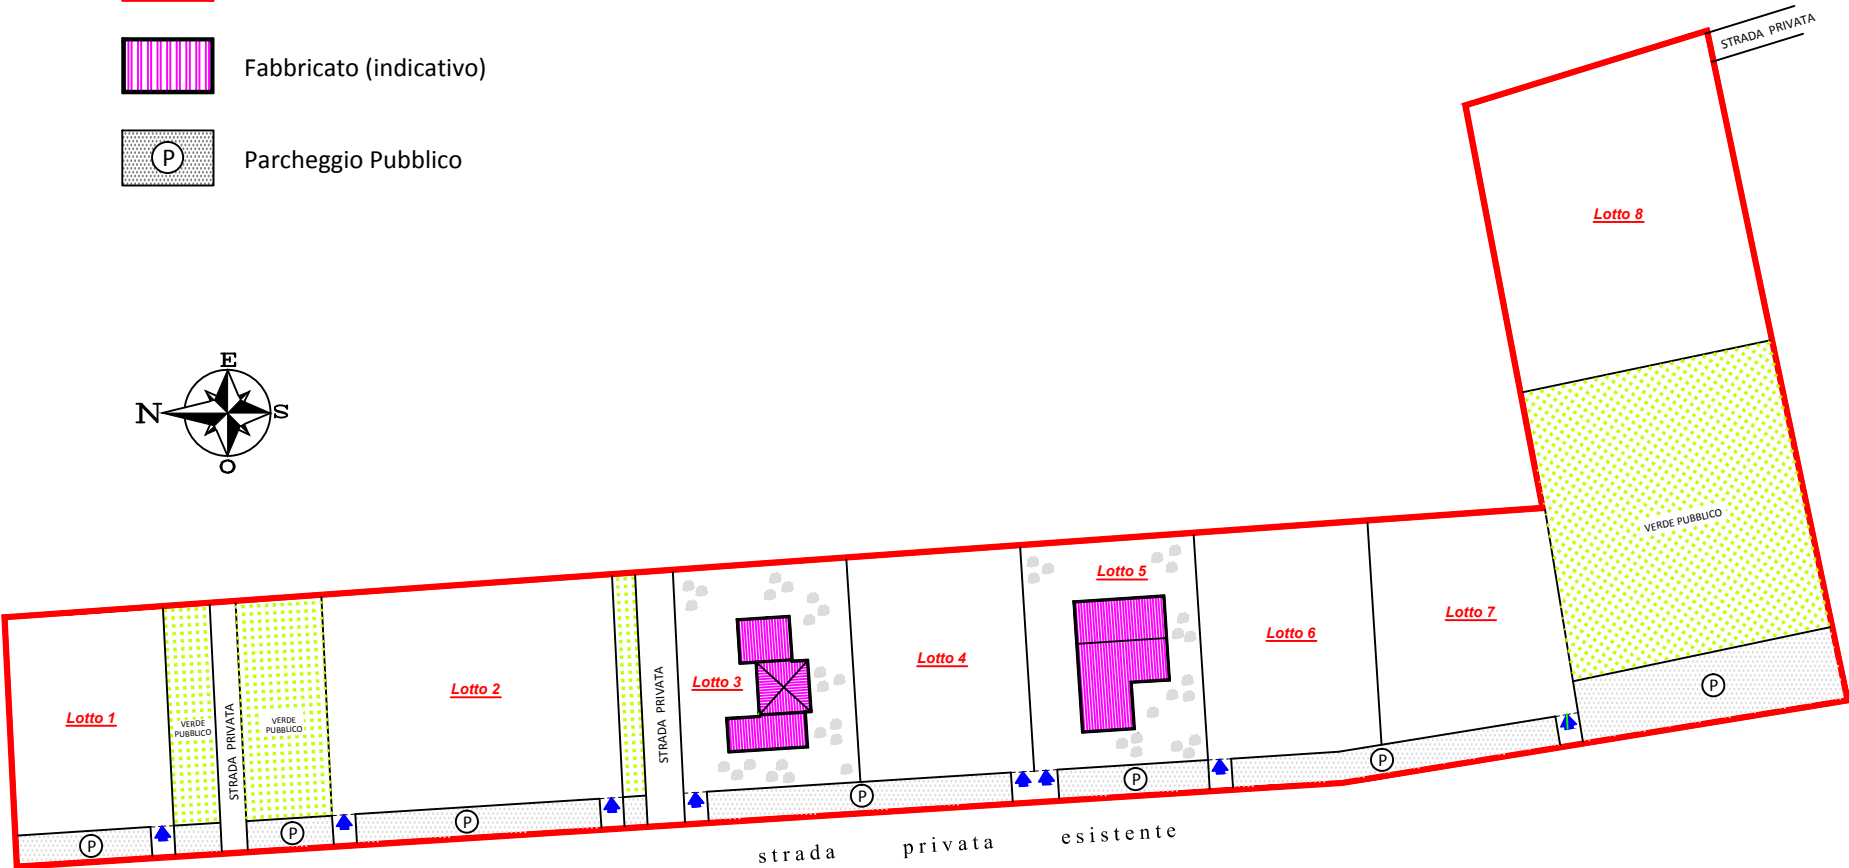 STRADA PRIVATA
Fabbricato (indicativo)
P
Parcheggio Pubblico
Lotto 8
E
N
S
O
VERDE PUBBLICO
Lotto 5
Lotto 7
Lotto 6
Lotto 4
Lotto 3
Lotto 2
Lotto 1
STRADA PRIVATA
STRADA PRIVATA
VERDE
PUBBLICO
VERDE
PUBBLICO
P
P
P
P
P
P
P
strada privata esistente